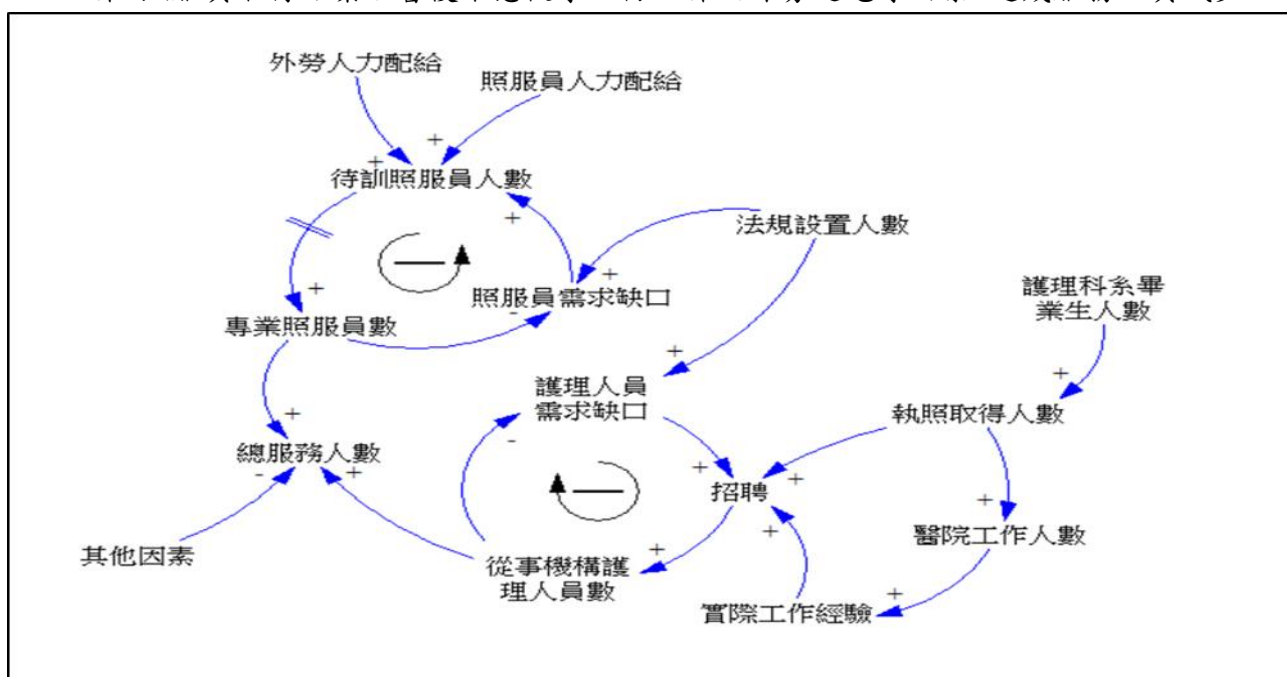 外勞人力配給
照服員人力配給
+
+
待訓照服員人數
+
法規設置人數
+
+
照服員需求缺口
-
專業照服員數
護理科系畢
業生人數
+
+
護理人員
需求缺口
-
執照取得人數
+
總服務人數
-
+
+
招聘
+
+
+
醫院工作人數
其他因素
從事機構護
理人員數
+
+
實際工作經驗
+